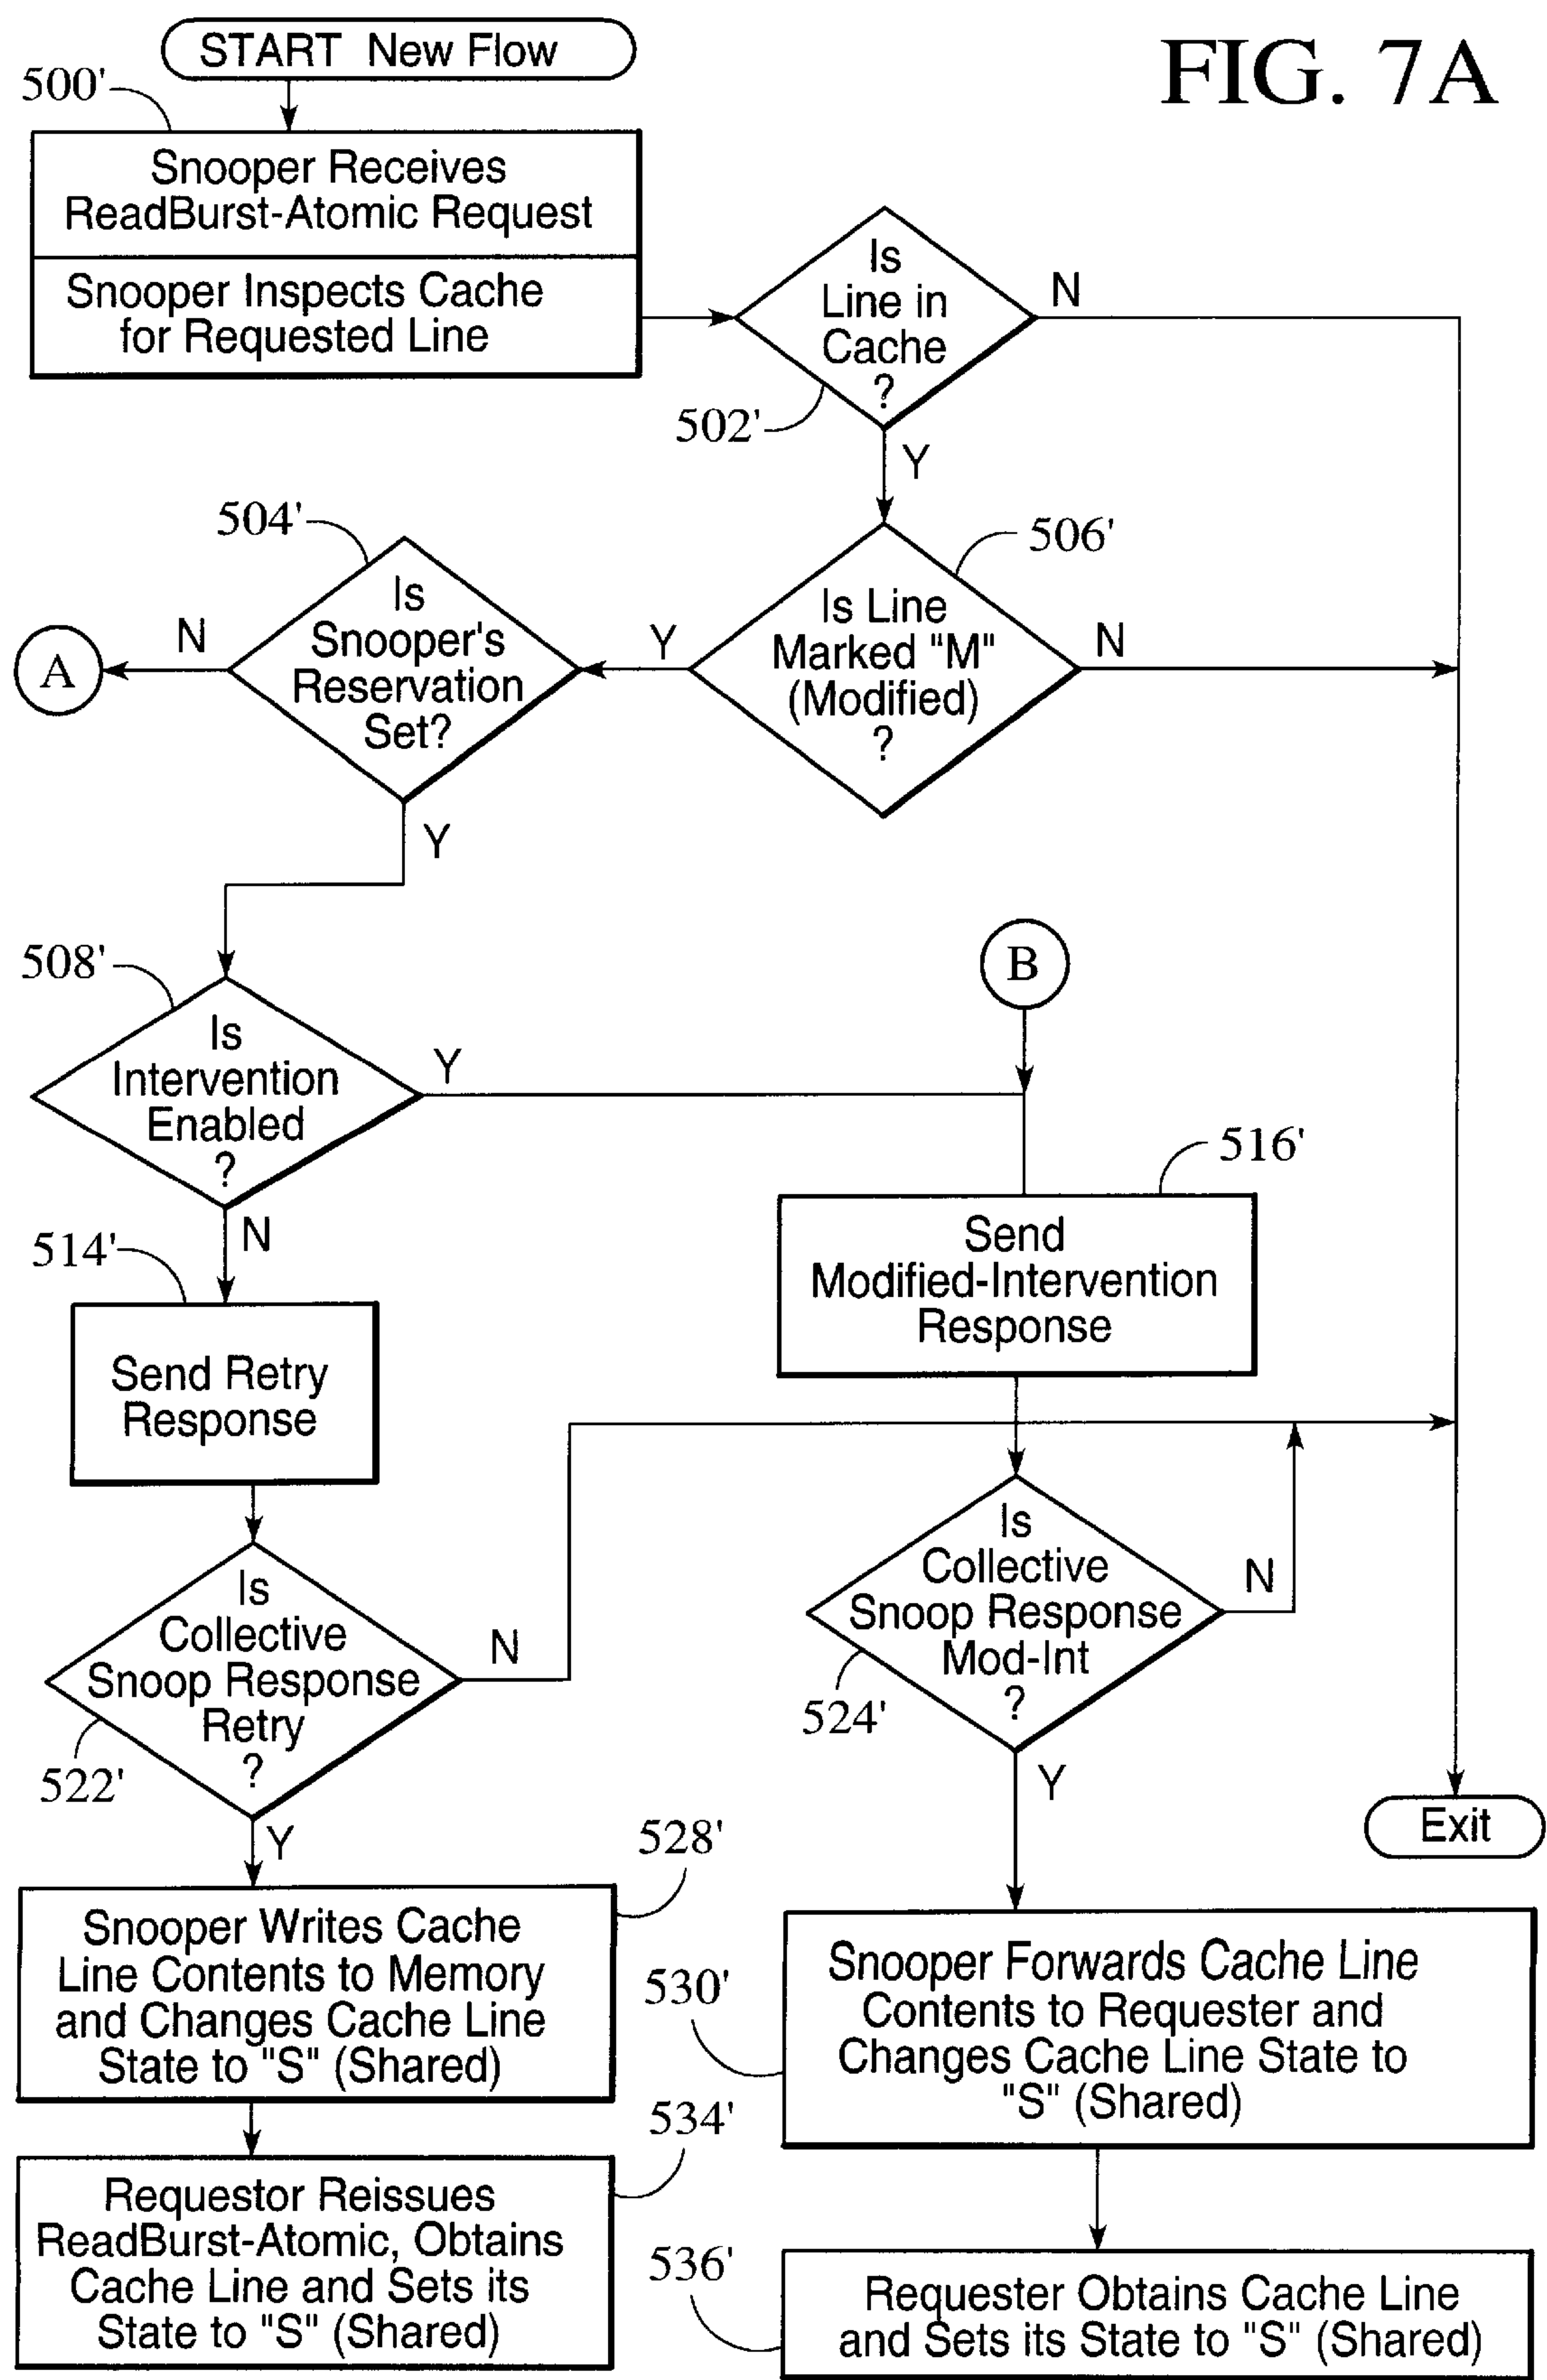 START New Flow
FIG. 7A
500'
Snooper Receives
ReadBurst-Atomic Request
Snooper Inspects Cache
for Requested Line
Is
Line in
Cache
?
N
502'
Y
504'
506'
Is
Snooper's
Reservation
Set?
N
A
Y
Is Line
Marked "M"
(Modified)
?
N
Y
508'
B
Is
Intervention
Enabled
?
Y
N
516'
514'
Send
Modified-Intervention
Response
Send Retry
Response
Is
Collective
Snoop Response
Mod-Int
?
N
524'
Y
Is
Collective
Snoop Response
Retry
?
N
522'
Y
Exit
528'
Snooper Writes Cache
Line Contents to Memory
and Changes Cache Line
State to "S" (Shared)
530'
Snooper Forwards Cache Line
Contents to Requester and
Changes Cache Line State to
"S" (Shared)
534'
Requestor Reissues
ReadBurst-Atomic, Obtains
Cache Line and Sets its
State to "S" (Shared)
536'
Requester Obtains Cache Line
and Sets its State to "S" (Shared)